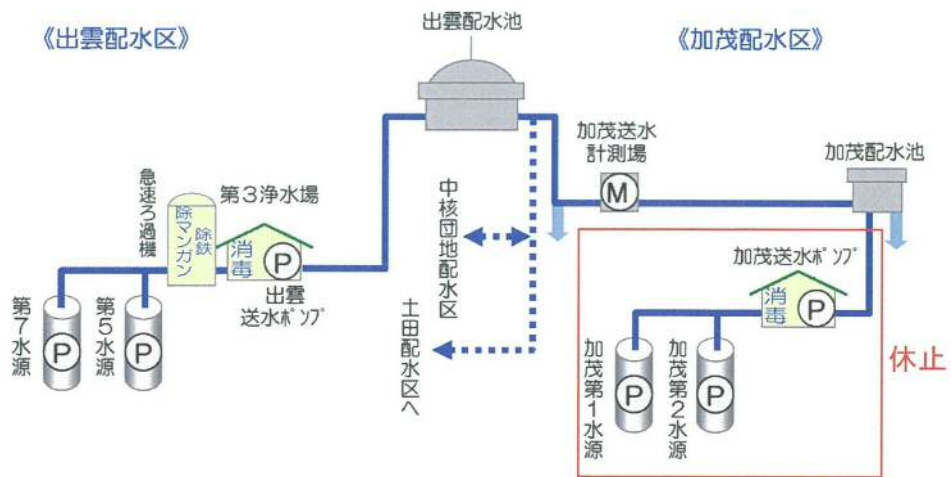 出雲配水池
《出雲配水区》
《加茂配水区》
加茂送水
計測場
M
加茂配水池
急速ろ過機
除マンガン
除鉄
第3浄水場
消毒
P
出雲
送水ポンプ
第7水源
P
第5水源
P
中核団地配水区
土田配水区へ
加茂送水ポンプ
消毒
P
加茂第1水源
P
加茂第2水源
P
休止